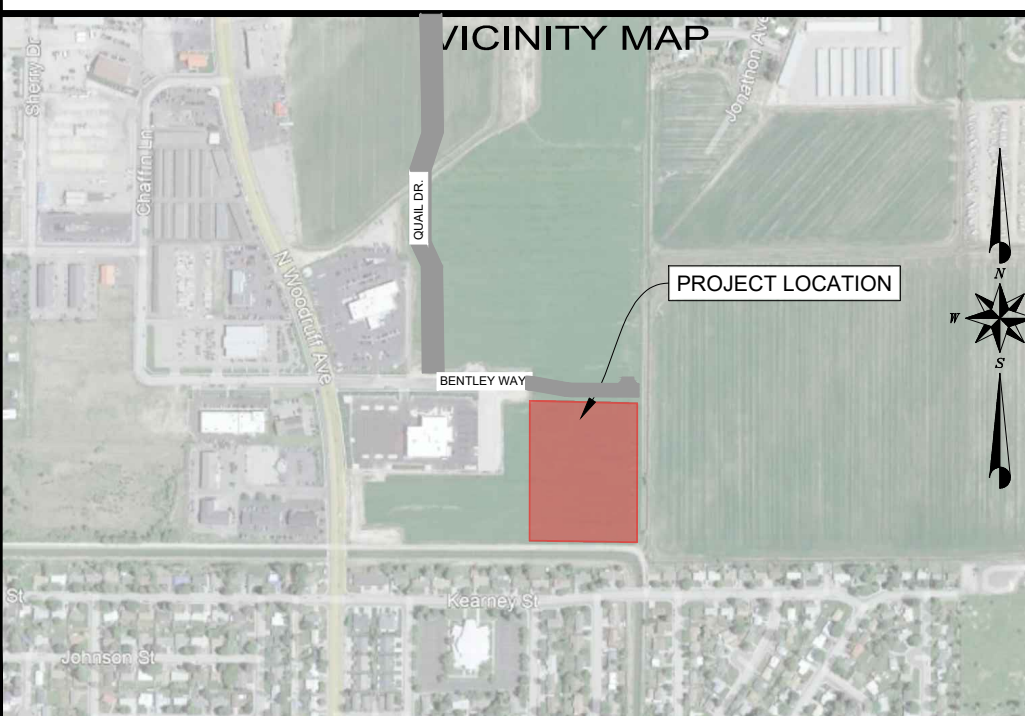 VICINITY MAP
Sherry Dr
Chaffin Ln
Jonathon Ave
QUAIL DR.
N Woodruff Ave
PROJECT LOCATION
N
W
S
BENTLEY WAY
St
Kearney St
Johnson St